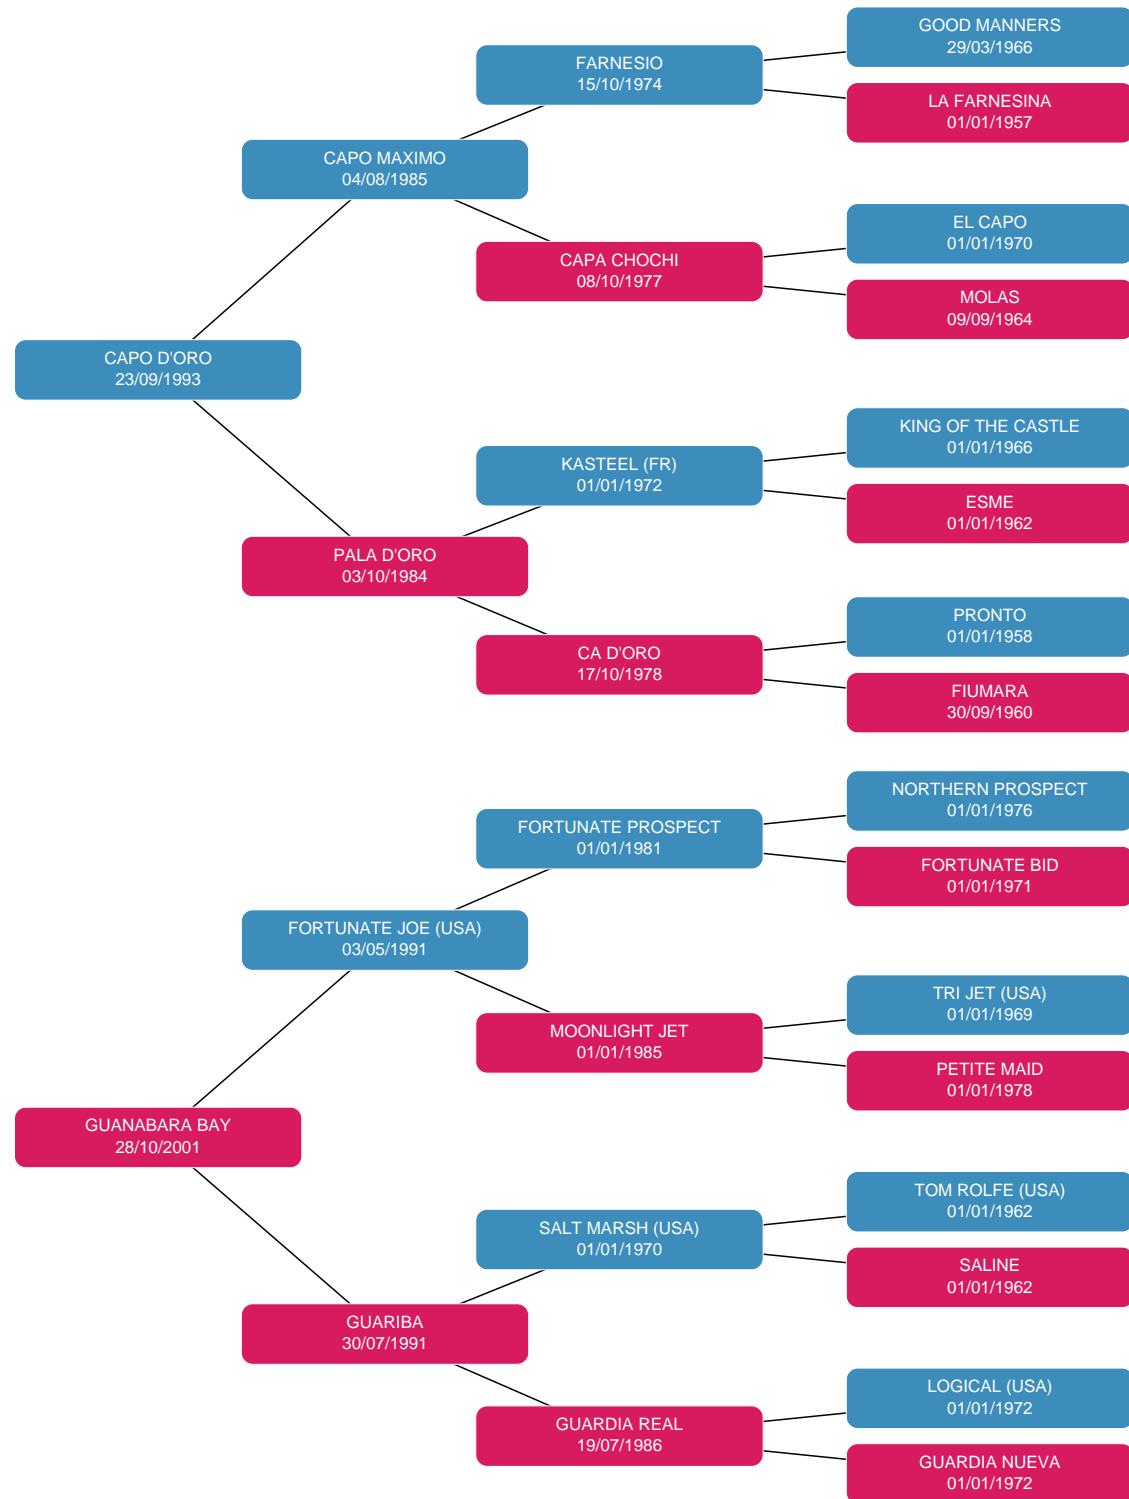 GOOD MANNERS
29/03/1966
FARNESIO
15/10/1974
LA FARNESINA
01/01/1957
CAPO MAXIMO
04/08/1985
EL CAPO
01/01/1970
CAPA CHOCHI
08/10/1977
MOLAS
09/09/1964
CAPO D'ORO
23/09/1993
KING OF THE CASTLE
01/01/1966
KASTEEL (FR)
01/01/1972
ESME
01/01/1962
PALA D'ORO
03/10/1984
PRONTO
01/01/1958
CA D'ORO
17/10/1978
FIUMARA
30/09/1960
NORTHERN PROSPECT
01/01/1976
FORTUNATE PROSPECT
01/01/1981
FORTUNATE BID
01/01/1971
FORTUNATE JOE (USA)
03/05/1991
TRI JET (USA)
01/01/1969
MOONLIGHT JET
01/01/1985
PETITE MAID
01/01/1978
GUANABARA BAY
28/10/2001
TOM ROLFE (USA)
01/01/1962
SALT MARSH (USA)
01/01/1970
SALINE
01/01/1962
GUARIBA
30/07/1991
LOGICAL (USA)
01/01/1972
GUARDIA REAL
19/07/1986
GUARDIA NUEVA
01/01/1972